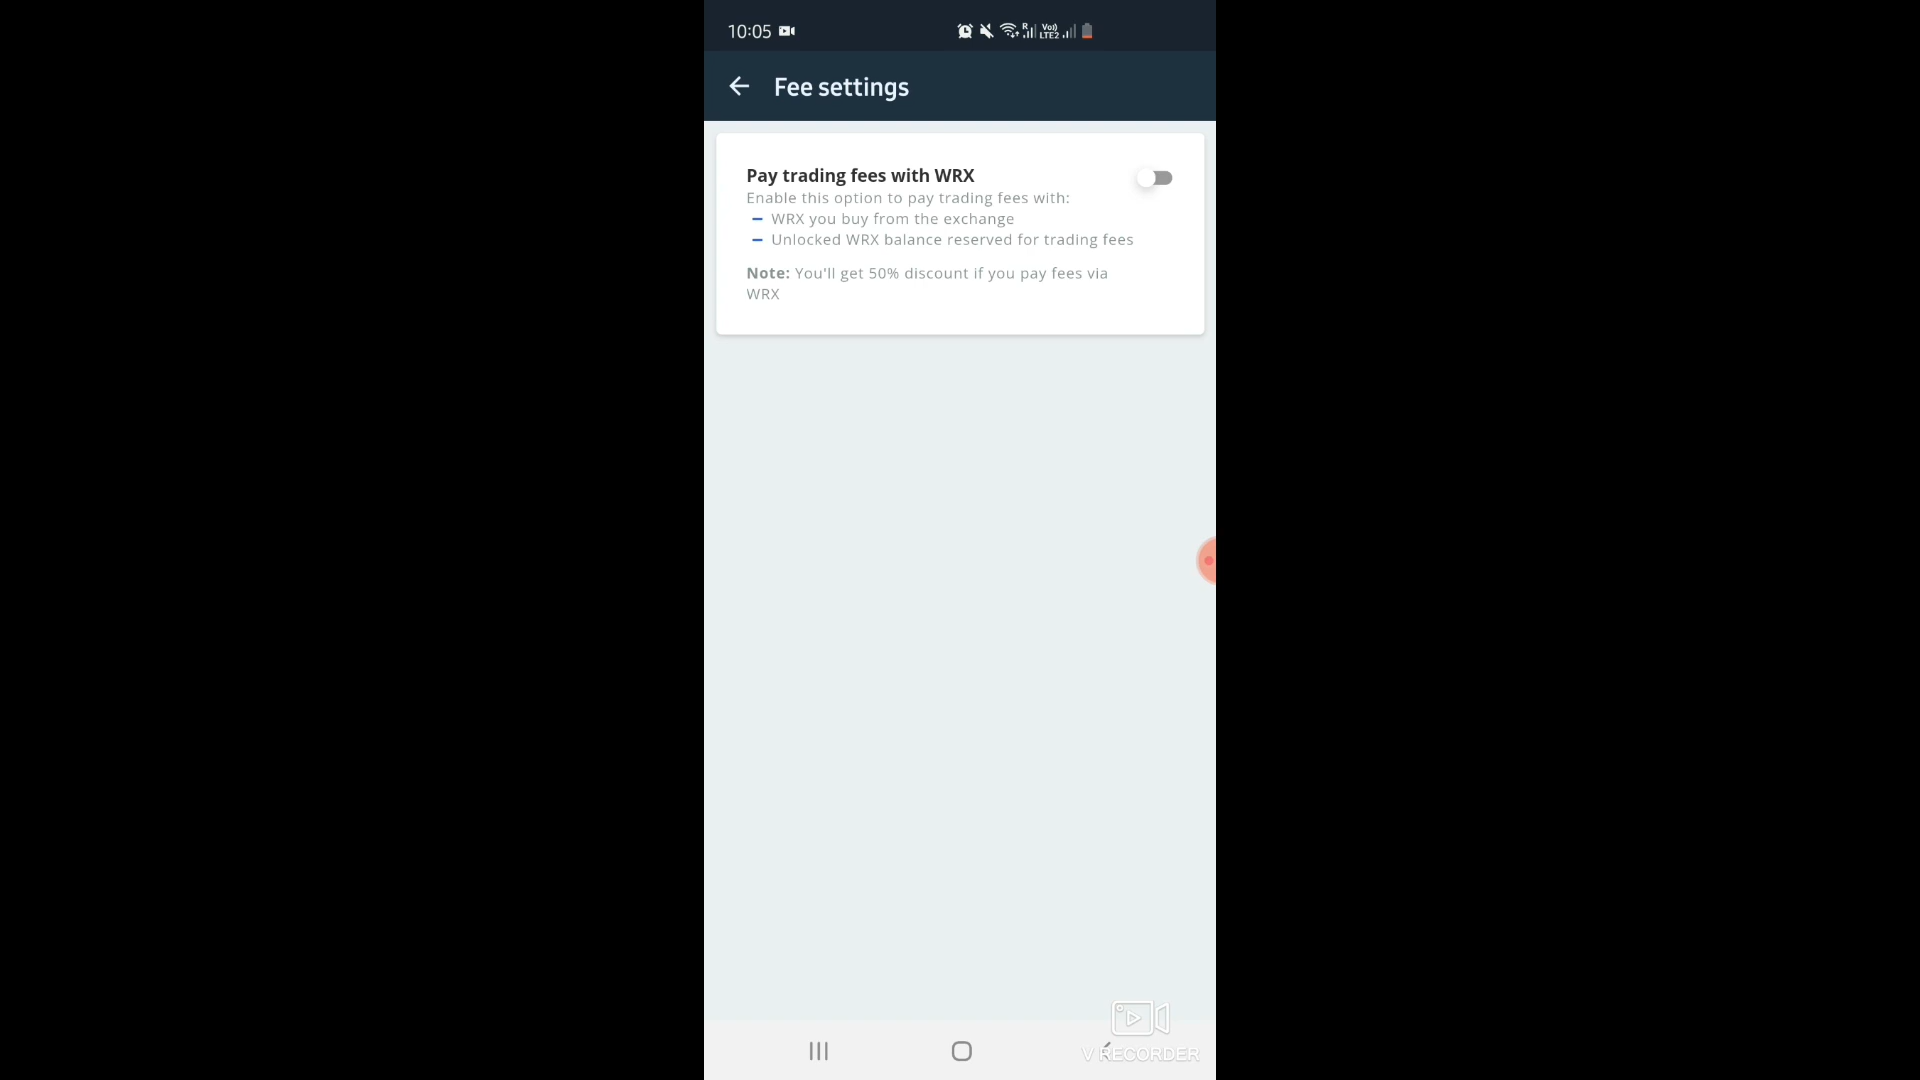 10:05
R
Vo))
LTE2
Fee settings
Pay trading fees with WRX
Enable this option to pay trading fees with:
WRX you buy from the exchange
Unlocked WRX balance reserved for trading fees
Note: You'll get 50% discount if you pay fees via
WRX
V RECORDER